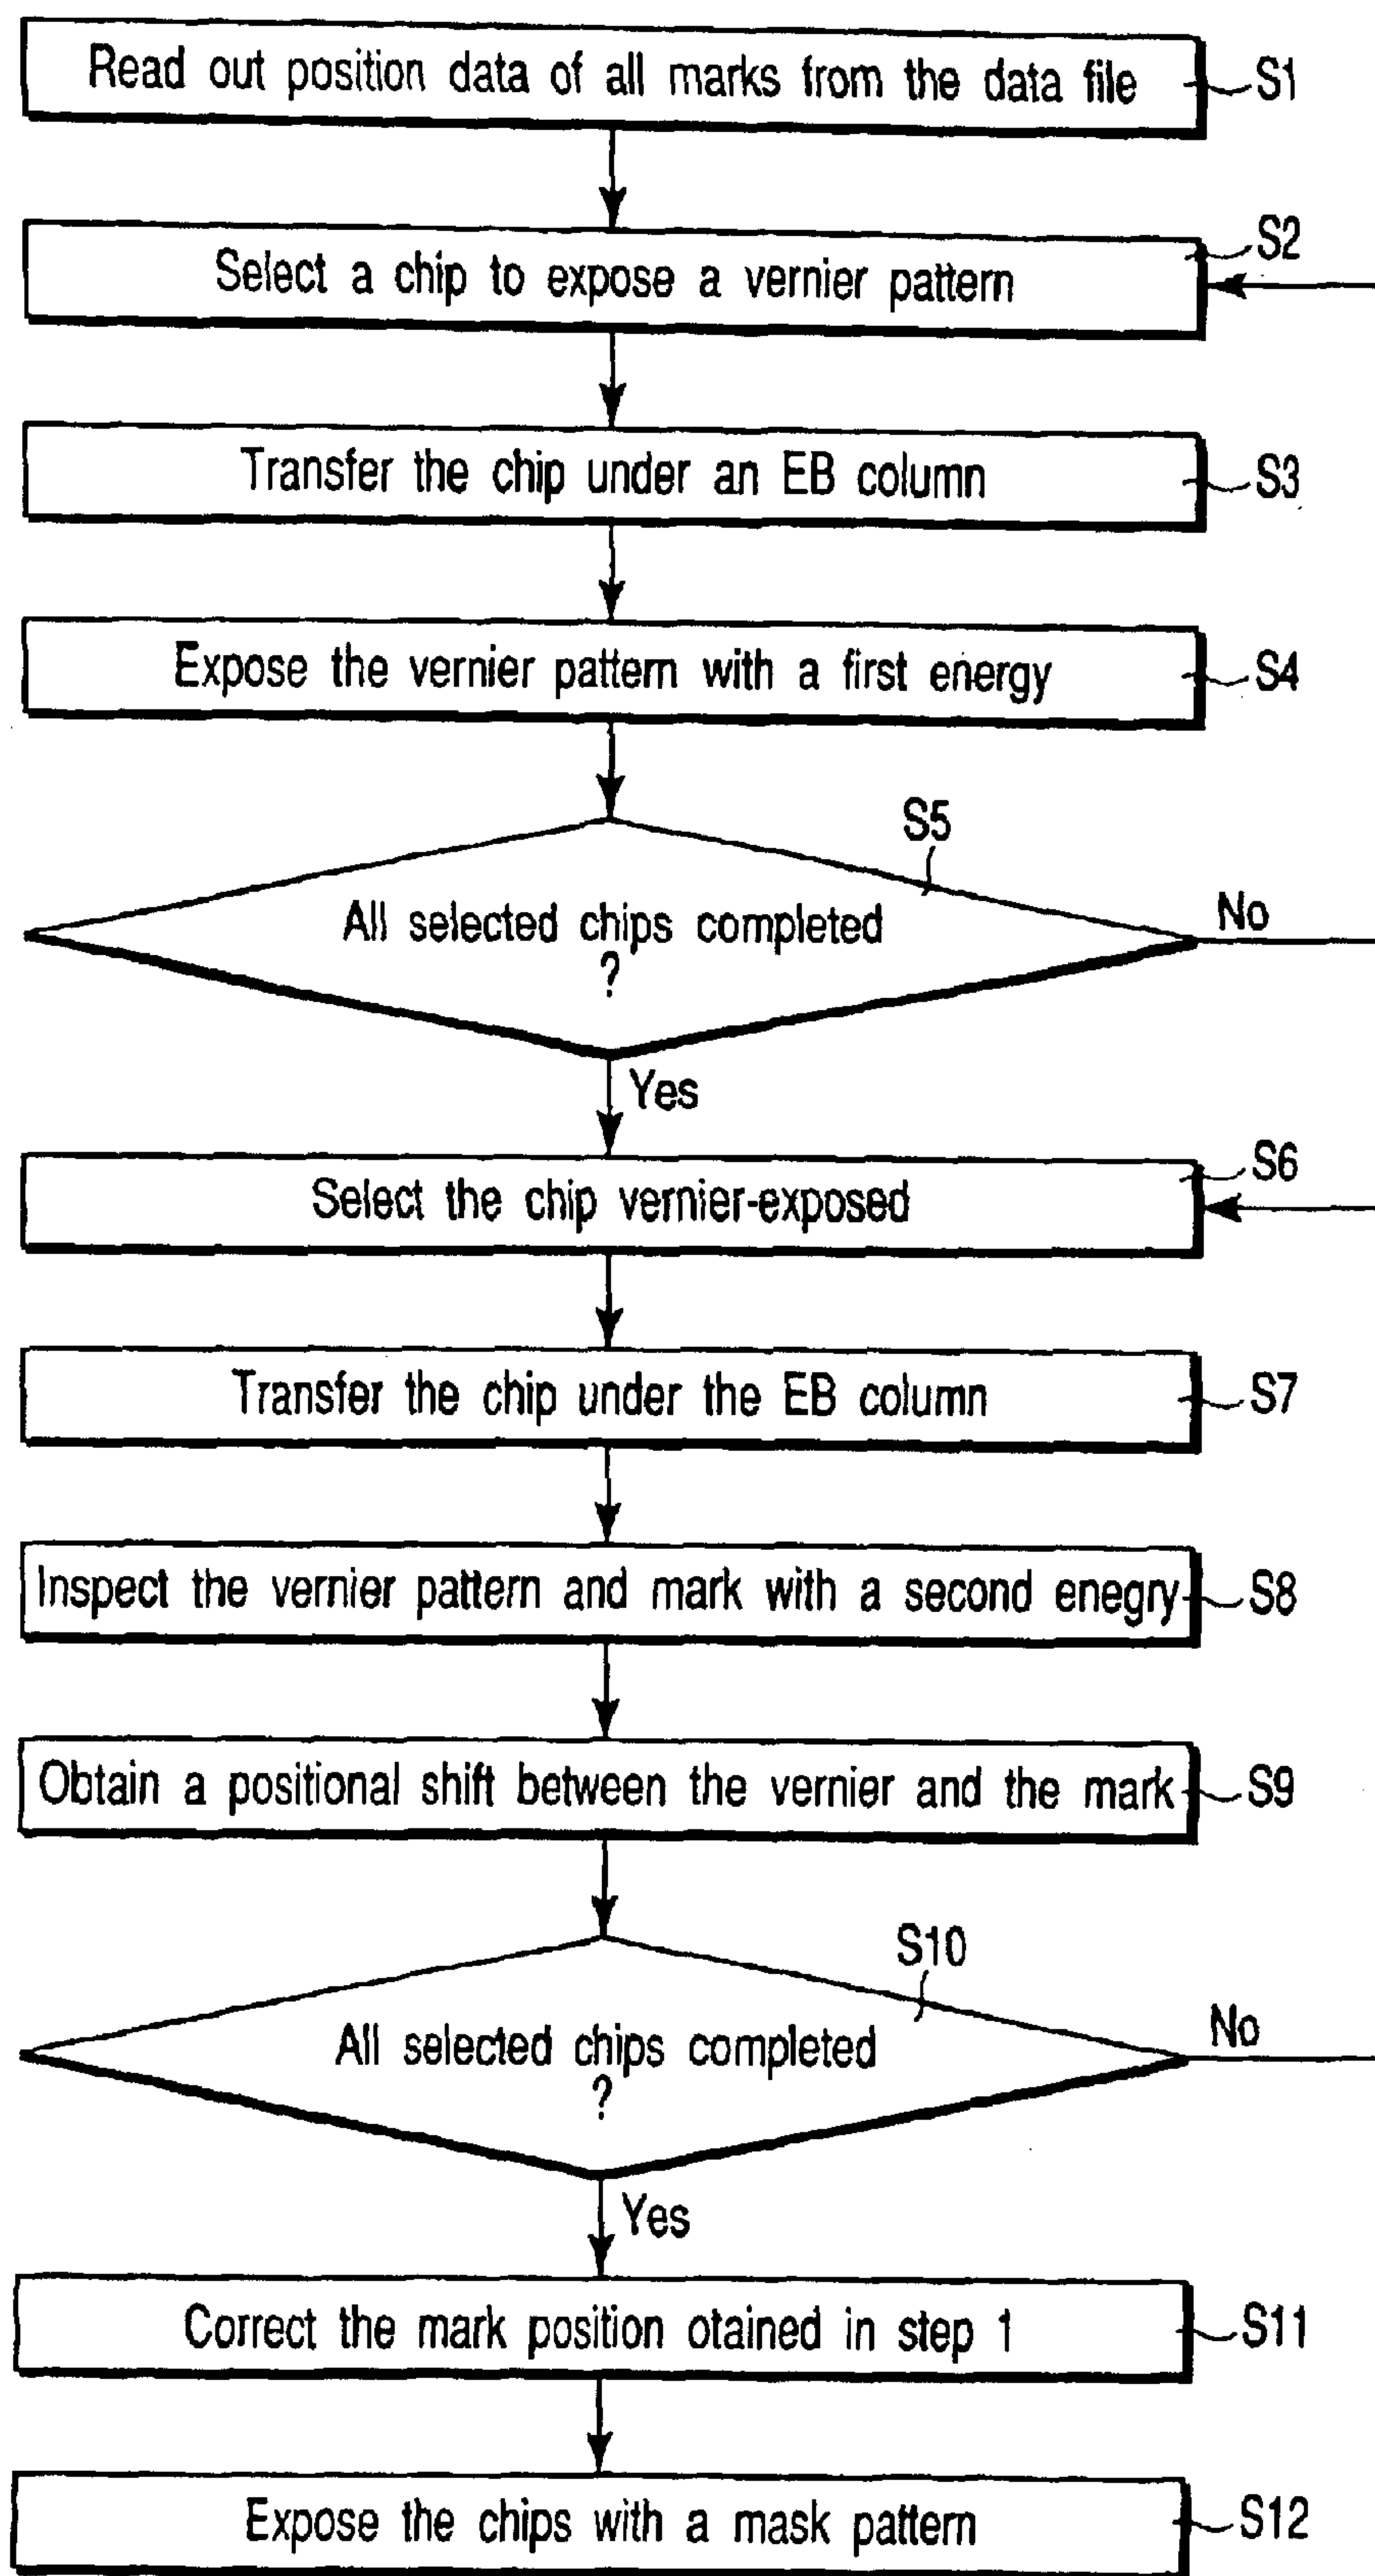 Read out position data of all marks from the data file S1
Select a chip to expose a vernier pattern S2
Transfer the chip under an EB column S3
Expose the vernier pattern with a first energy S4
S5
All selected chips completed
?
No
Yes
Select the chip vernier-exposed S6
Transfer the chip under the EB column S7
Inspect the vernier pattern and mark with a second enegry S8
Obtain a positional shift between the vernier and the mark S9
S10
All selected chips completed
?
No
Yes
Correct the mark position otained in step 1 S11
Expose the chips with a mask pattern S12